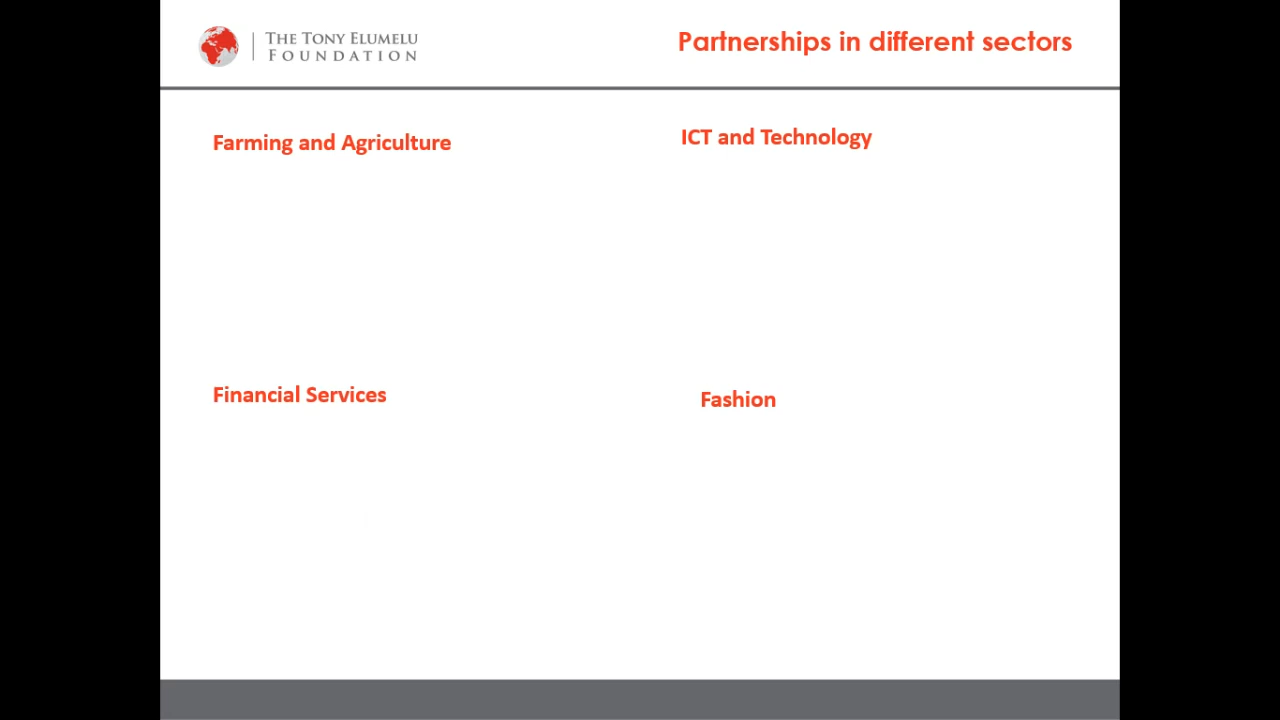 THE TONY ELUMELU
FOUNDATION
Partnerships in different sectors
Farming and Agriculture
ICT and Technology
Financial Services
Fashion